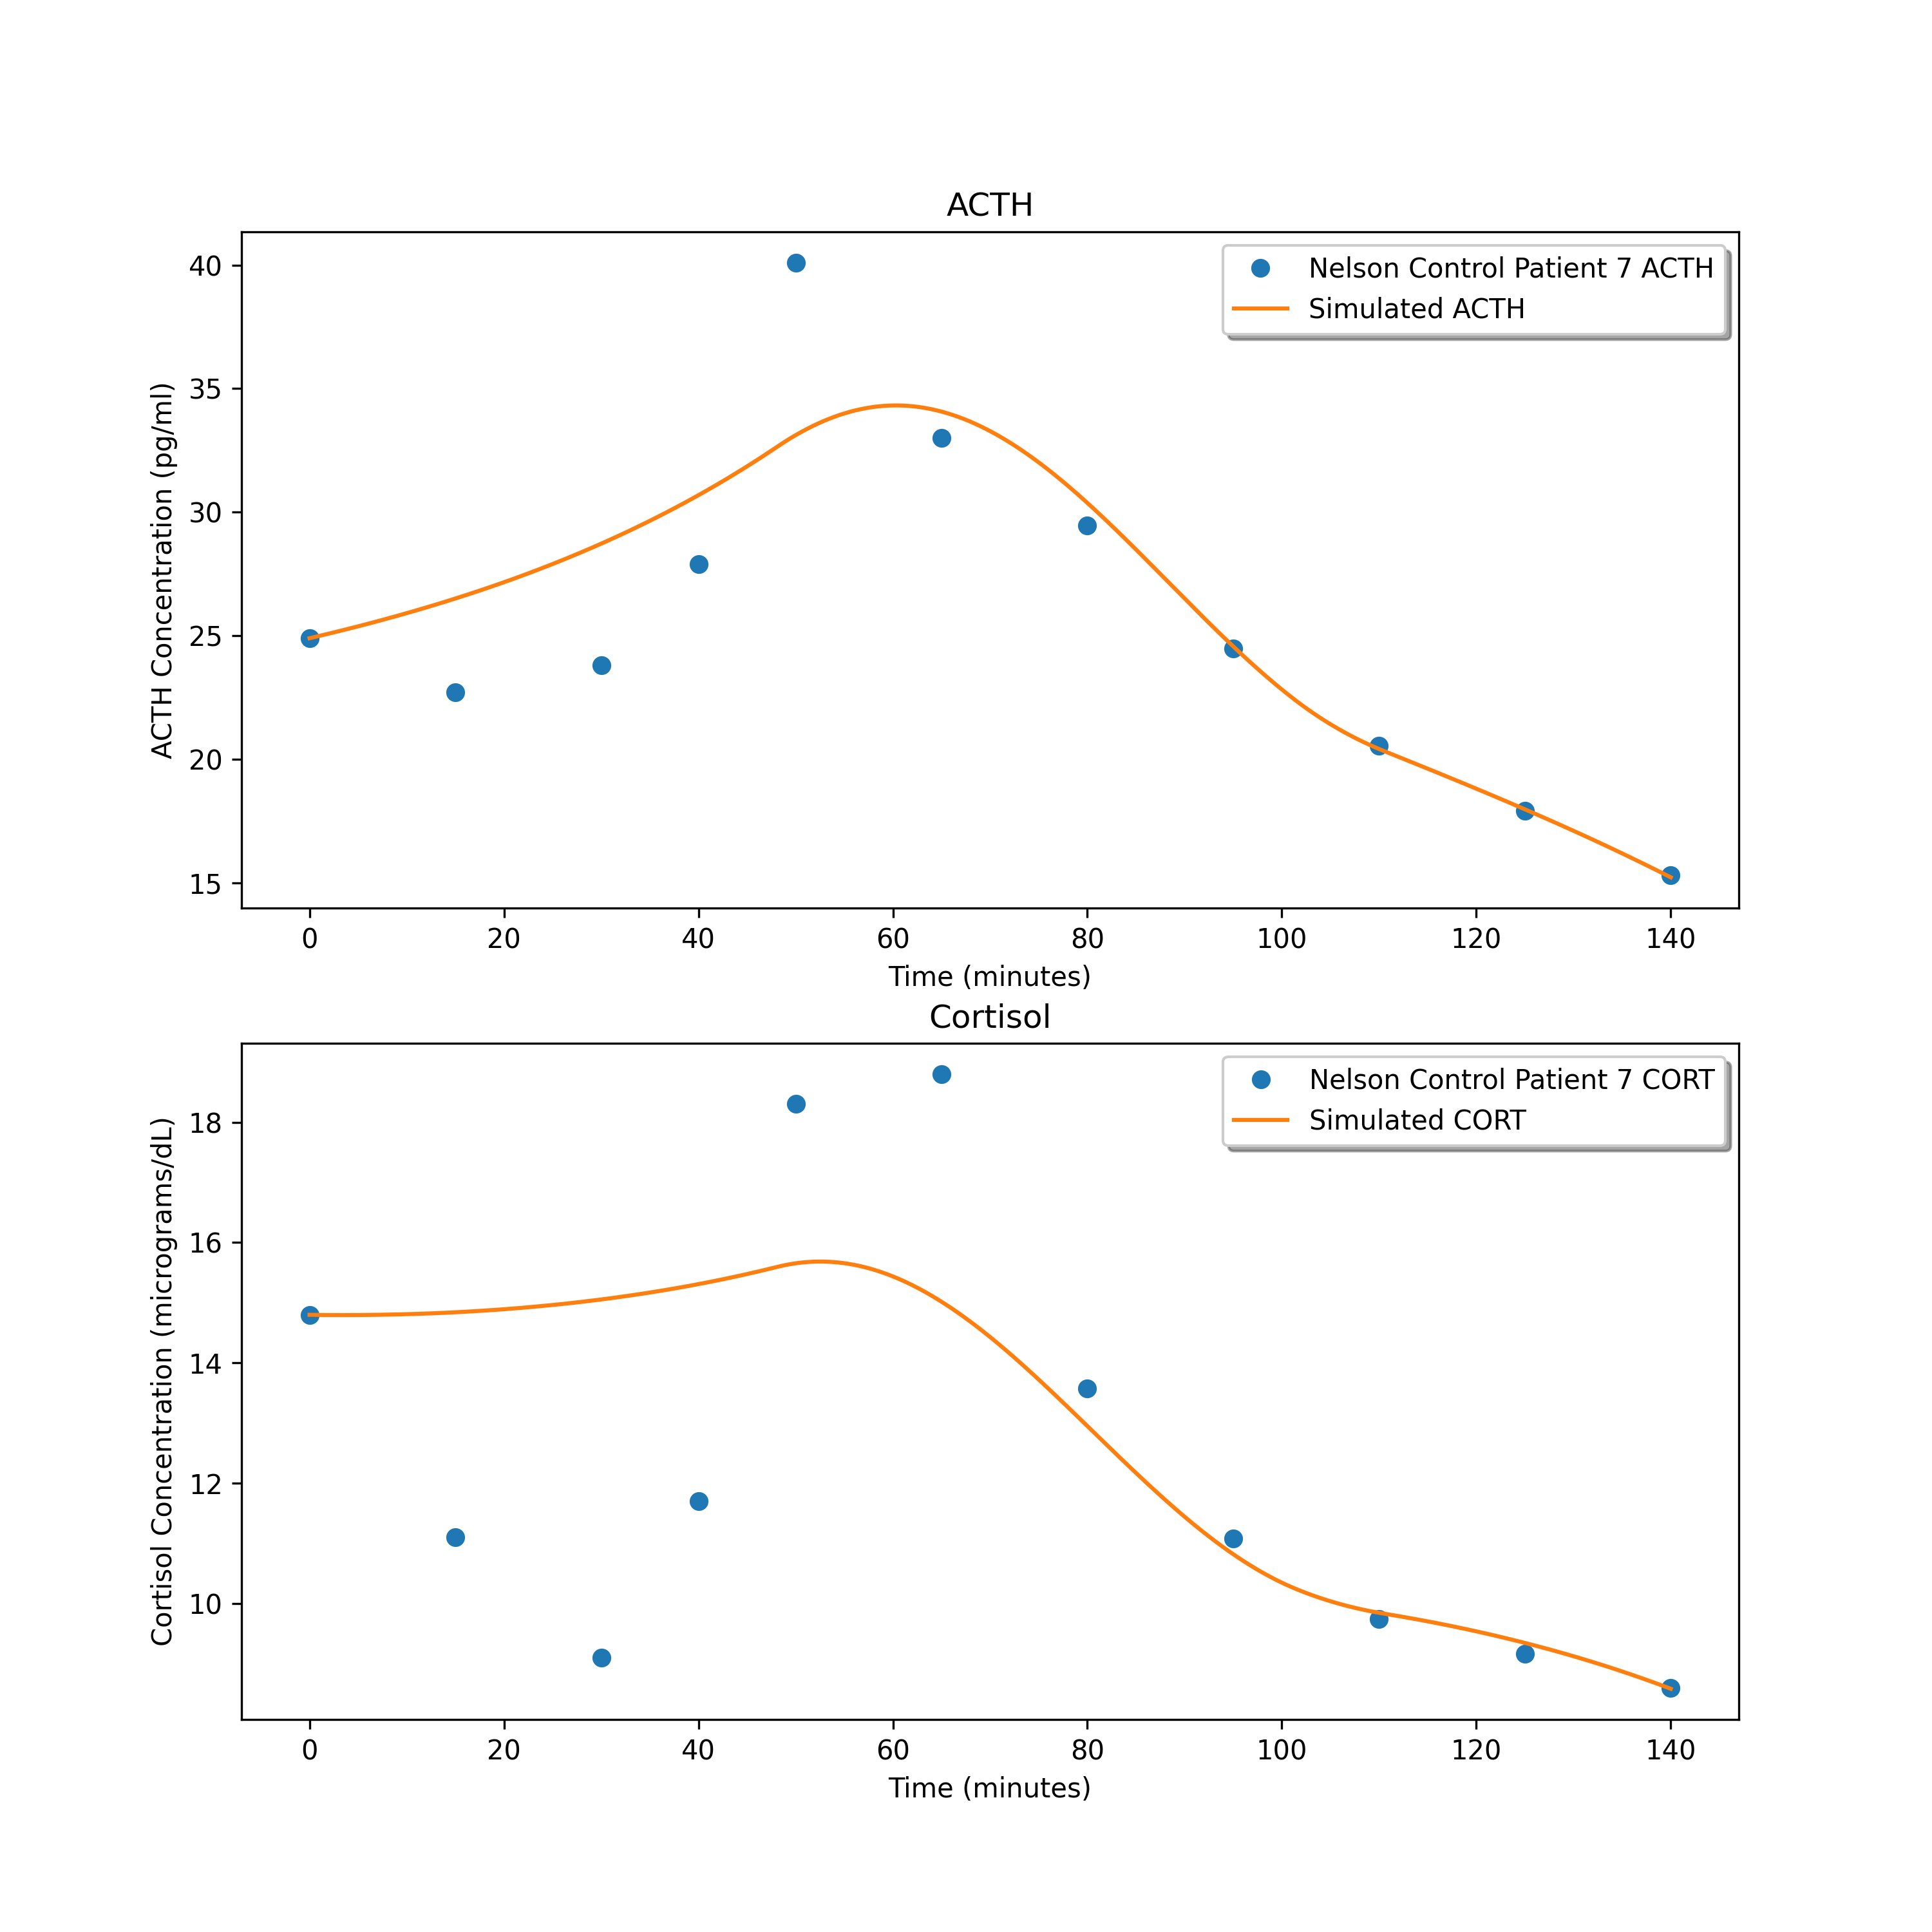 ACTH
Nelson Control Patient 7 ACTH
Simulated ACTH
ACTH Concentration (pg/ml)
40
35
30
25
20
15
0 20 40 60 80 100 120 140
Time (minutes)
Cortisol
Nelson Control Patient 7 CORT
Simulated CORT
Cortisol Concentration (micrograms/dL)
18
16
14
12
10
0 20 40 60 80 100 120 140
Time (minutes)